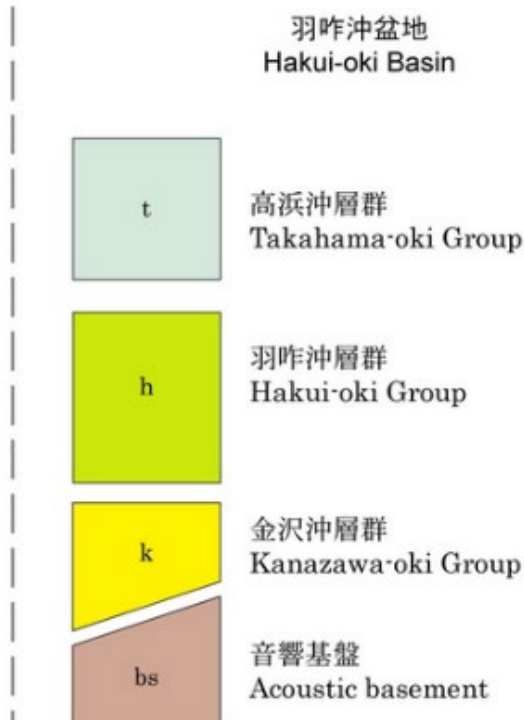 羽咋沖盆地
Hakui-oki Basin
t
高浜沖層群
Takahama-oki Group
h
羽咋沖層群
Hakui-oki Group
k
金沢沖層群
Kanazawa-oki Group
bs
音響基盤
Acoustic basement